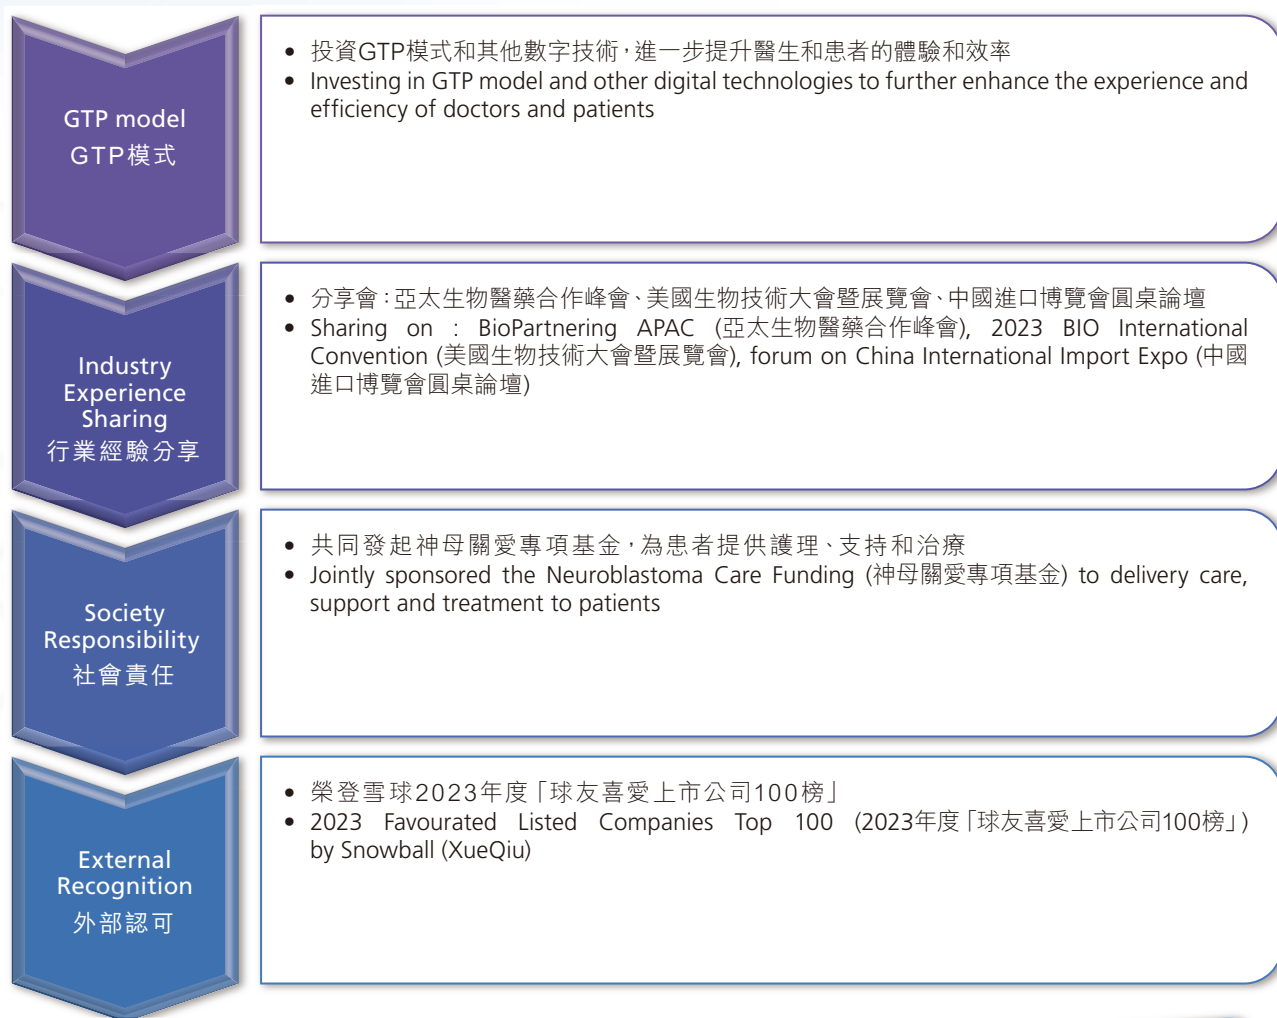 GTP model
GTP模式
• 投資GTP模式和其他數字技術，進一步提升醫生和患者的體驗和效率
• Investing in GTP model and other digital technologies to further enhance the experience and
efficiency of doctors and patients
Industry
Experience
Sharing
行業經驗分享
• 分享會：亞太生物醫藥合作峰會、美國生物技術大會暨展覽會、中國進口博覽會圓桌論壇
• Sharing on : BioPartnering APAC (亞太生物醫藥合作峰會), 2023 BIO International
Convention (美國生物技術大會暨展覽會), forum on China International Import Expo (中國
進口博覽會圓桌論壇)
Society
Responsibility
社會責任
• 共同發起神母關愛專項基金，為患者提供護理、支持和治療
• Jointly sponsored the Neuroblastoma Care Funding (神母關愛專項基金) to delivery care,
support and treatment to patients
External
Recognition
外部認可
• 榮登雪球2023年度「球友喜愛上市公司100榜」
• 2023 Favourated Listed Companies Top 100 (2023年度「球友喜愛上市公司100榜」)
by Snowball (XueQiu)